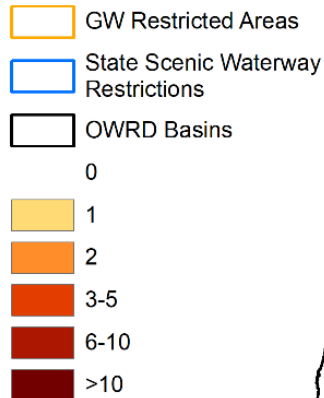 GW Restricted Areas
State Scenic Waterway
Restrictions
OWRD Basins
0
1
2
3-5
6-10
>10